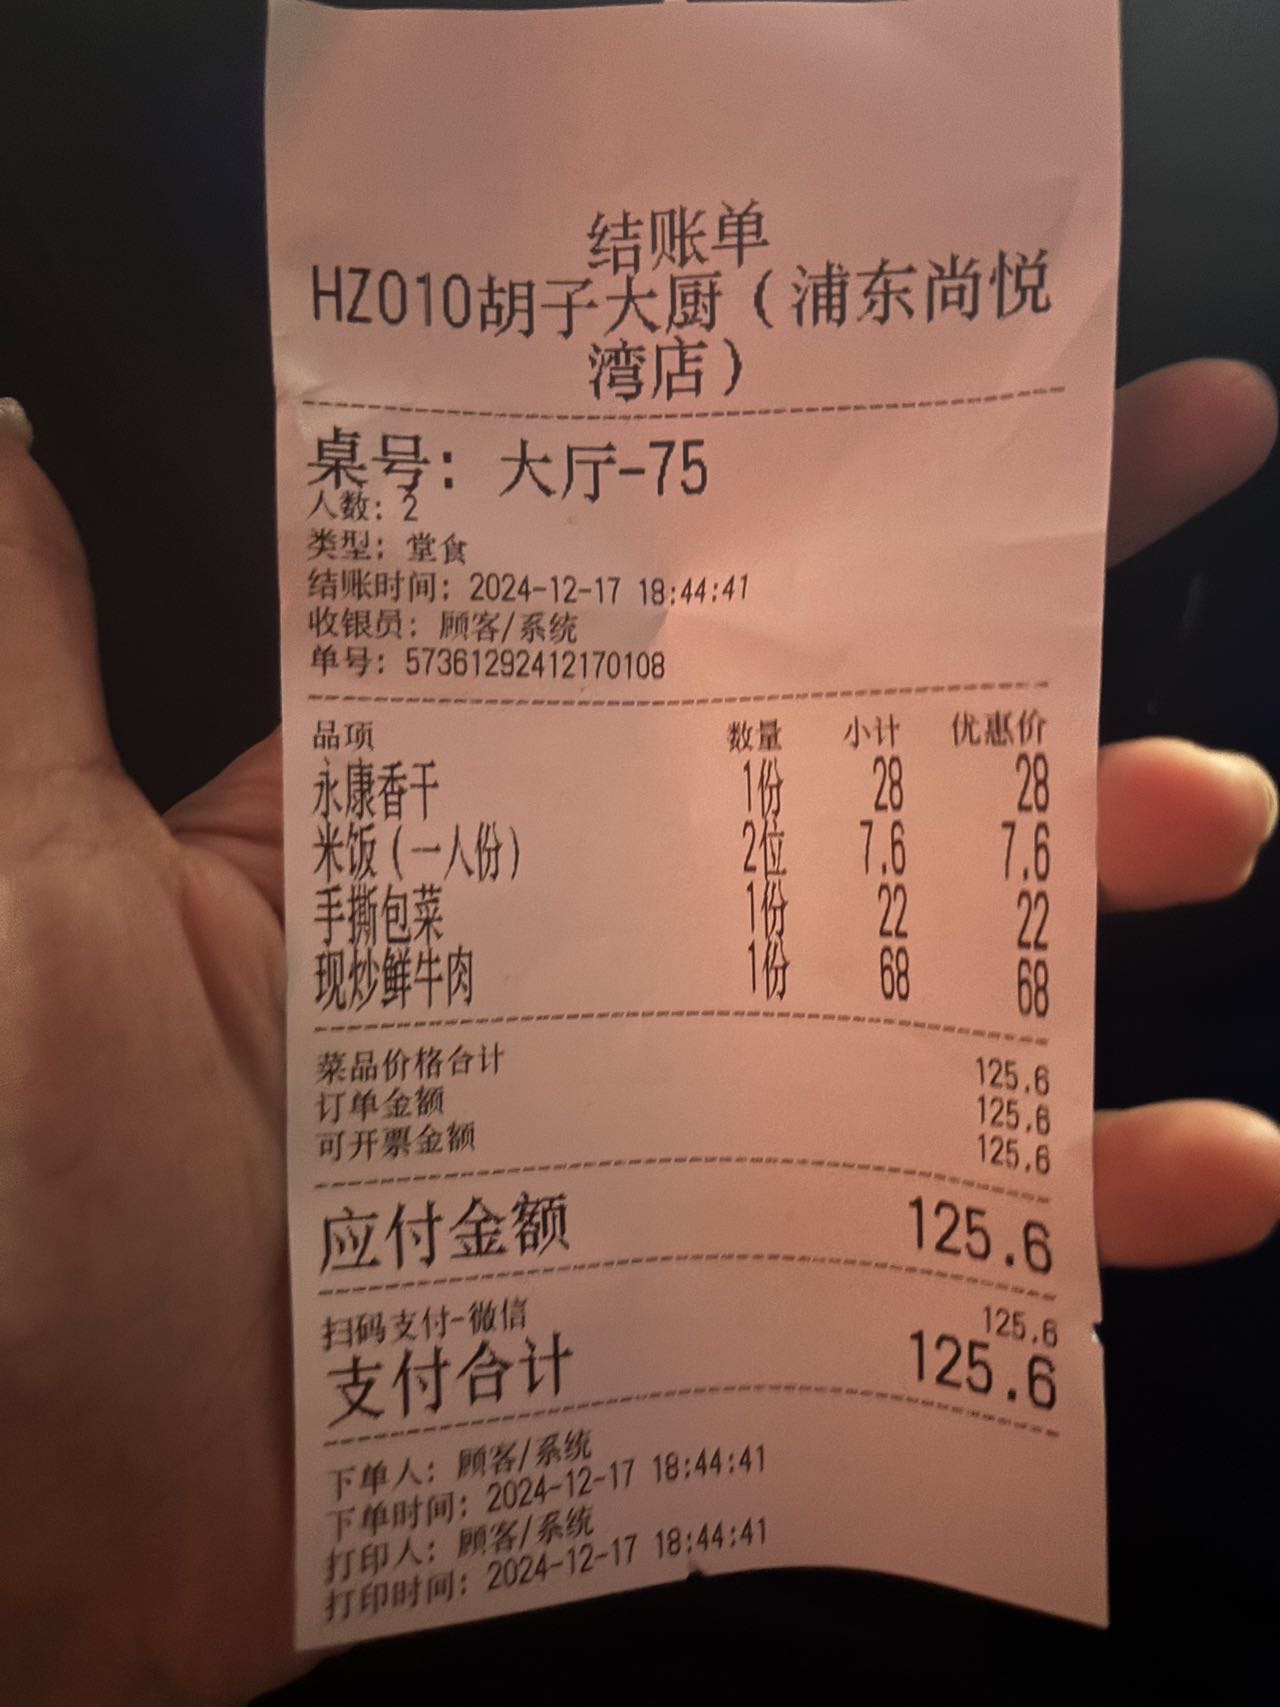 结账单
HZ010胡子大厨（浦东尚悦
湾店）
桌号：大厅-75
人数：2
类型：堂食
结账时间：2024-12-17 18:44:41
收银员：顾客/系统
单号：573612924121701​08
品项 数量 小计 优惠价
永康香干 1份 28 28
米饭（一人份） 2位 7.6 7.6
手撕包菜 1份 22 22
现炒鲜牛肉 1份 68 68
菜品价格合计 125.6
订单金额 125.6
可开票金额 125.6
应付金额 125.6
扫码支付-微信 125.6
支付合计 125.6
下单人：顾客/系统
下单时间：2024-12-17 18:44:41
打印人：顾客/系统
打印时间：2024-12-17 18:44:41